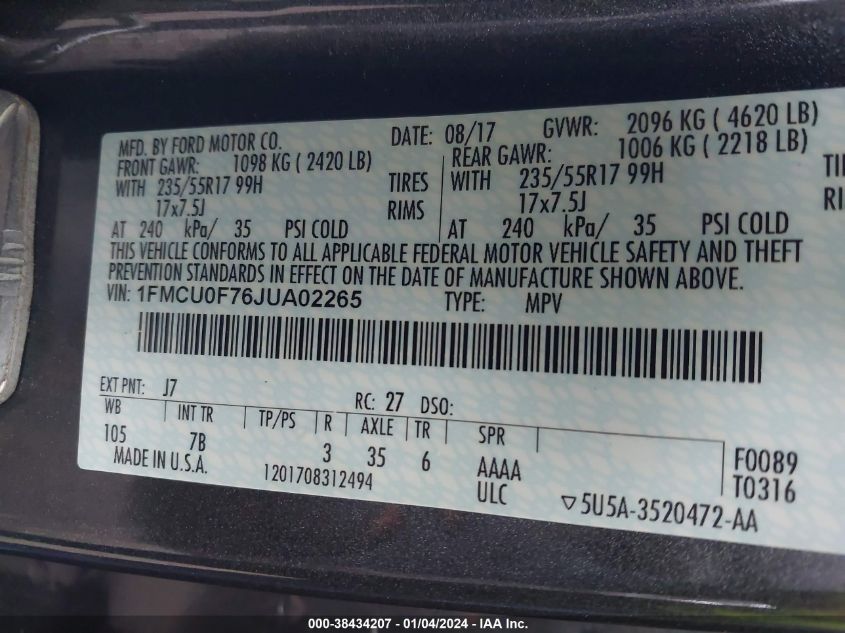 MFD. BY FORD MOTOR CO. DATE: 08/17 GVWR: 2096 KG ( 4620 LB)
FRONT GAWR: 1098 KG ( 2420 LB) REAR GAWR: 1006 KG ( 2218 LB)
WITH 235/55R17 99H TIRES WITH 235/55R17 99H
17x7.5J RIMS 17x7.5J
AT 240 kPa/ 35 PSI COLD AT 240 kPa/ 35 PSI COLD
THIS VEHICLE CONFORMS TO ALL APPLICABLE FEDERAL MOTOR VEHICLE SAFETY AND THEFT
PREVENTION STANDARDS IN EFFECT ON THE DATE OF MANUFACTURE SHOWN ABOVE.
VIN: 1FMCU0F76JUA02265 TYPE: MPV
EXT PNT: J7 RC: 27 DSO:
WB INT TR TP/PS R AXLE TR SPR
105 7B 3 35 6 AAAA F0089
MADE IN U.S.A. 1201708312494 ULC T0316
▽5U5A-3520472-AA
000-38434207 - 01/04/2024 - IAA Inc.